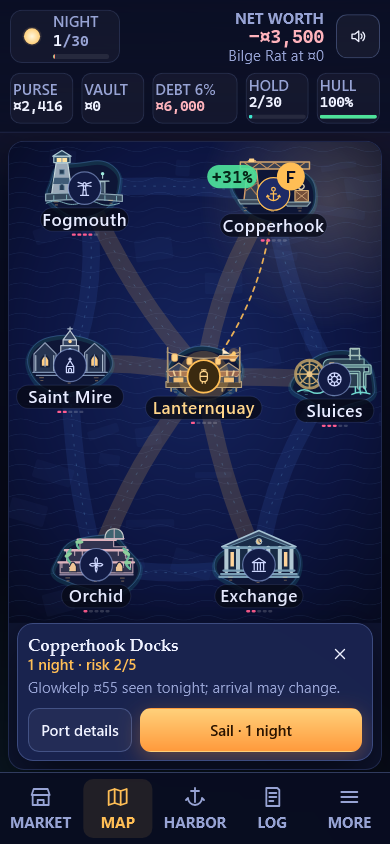 NIGHT
1/30
NET WORTH
−¤3,500
Bilge Rat at ¤0
PURSE
¤2,416
VAULT
¤0
DEBT 6%
¤6,000
HOLD
2/30
HULL
100%
+31%
F
Fogmouth
Copperhook
Saint Mire
Lanternquay
Sluices
Orchid
Exchange
Copperhook Docks
1 night · risk 2/5
Glowkelp ¤55 seen tonight; arrival may change.
Port details
Sail · 1 night
MARKET
MAP
HARBOR
LOG
MORE